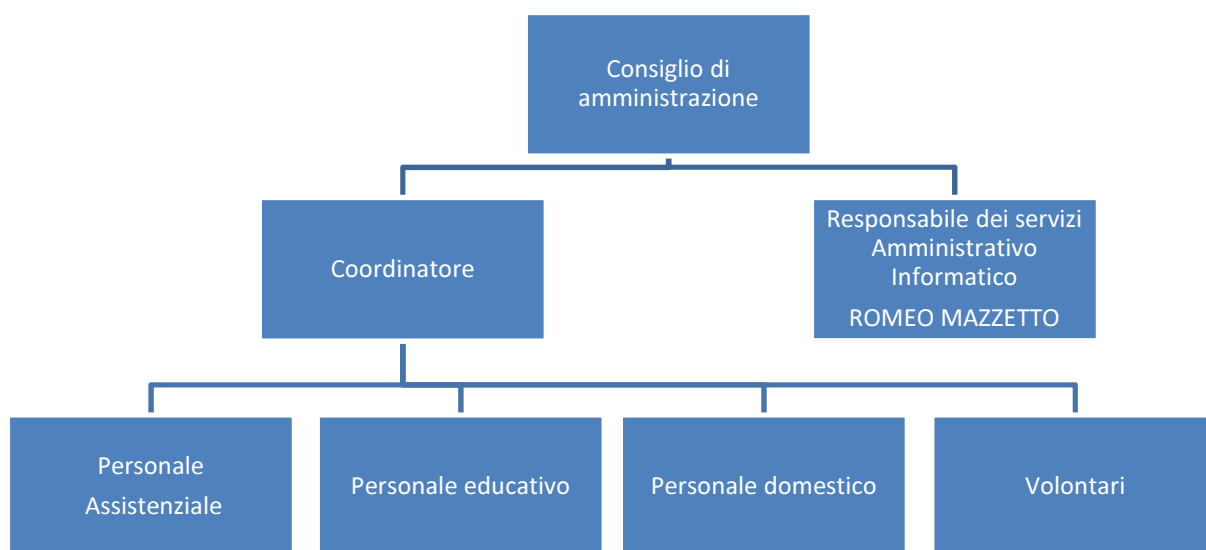 Consiglio di
amministrazione
Coordinatore
Responsabile dei servizi
Amministrativo
Informatico
ROMEO MAZZETTO
Personale
Assistenziale
Personale educativo
Personale domestico
Volontari